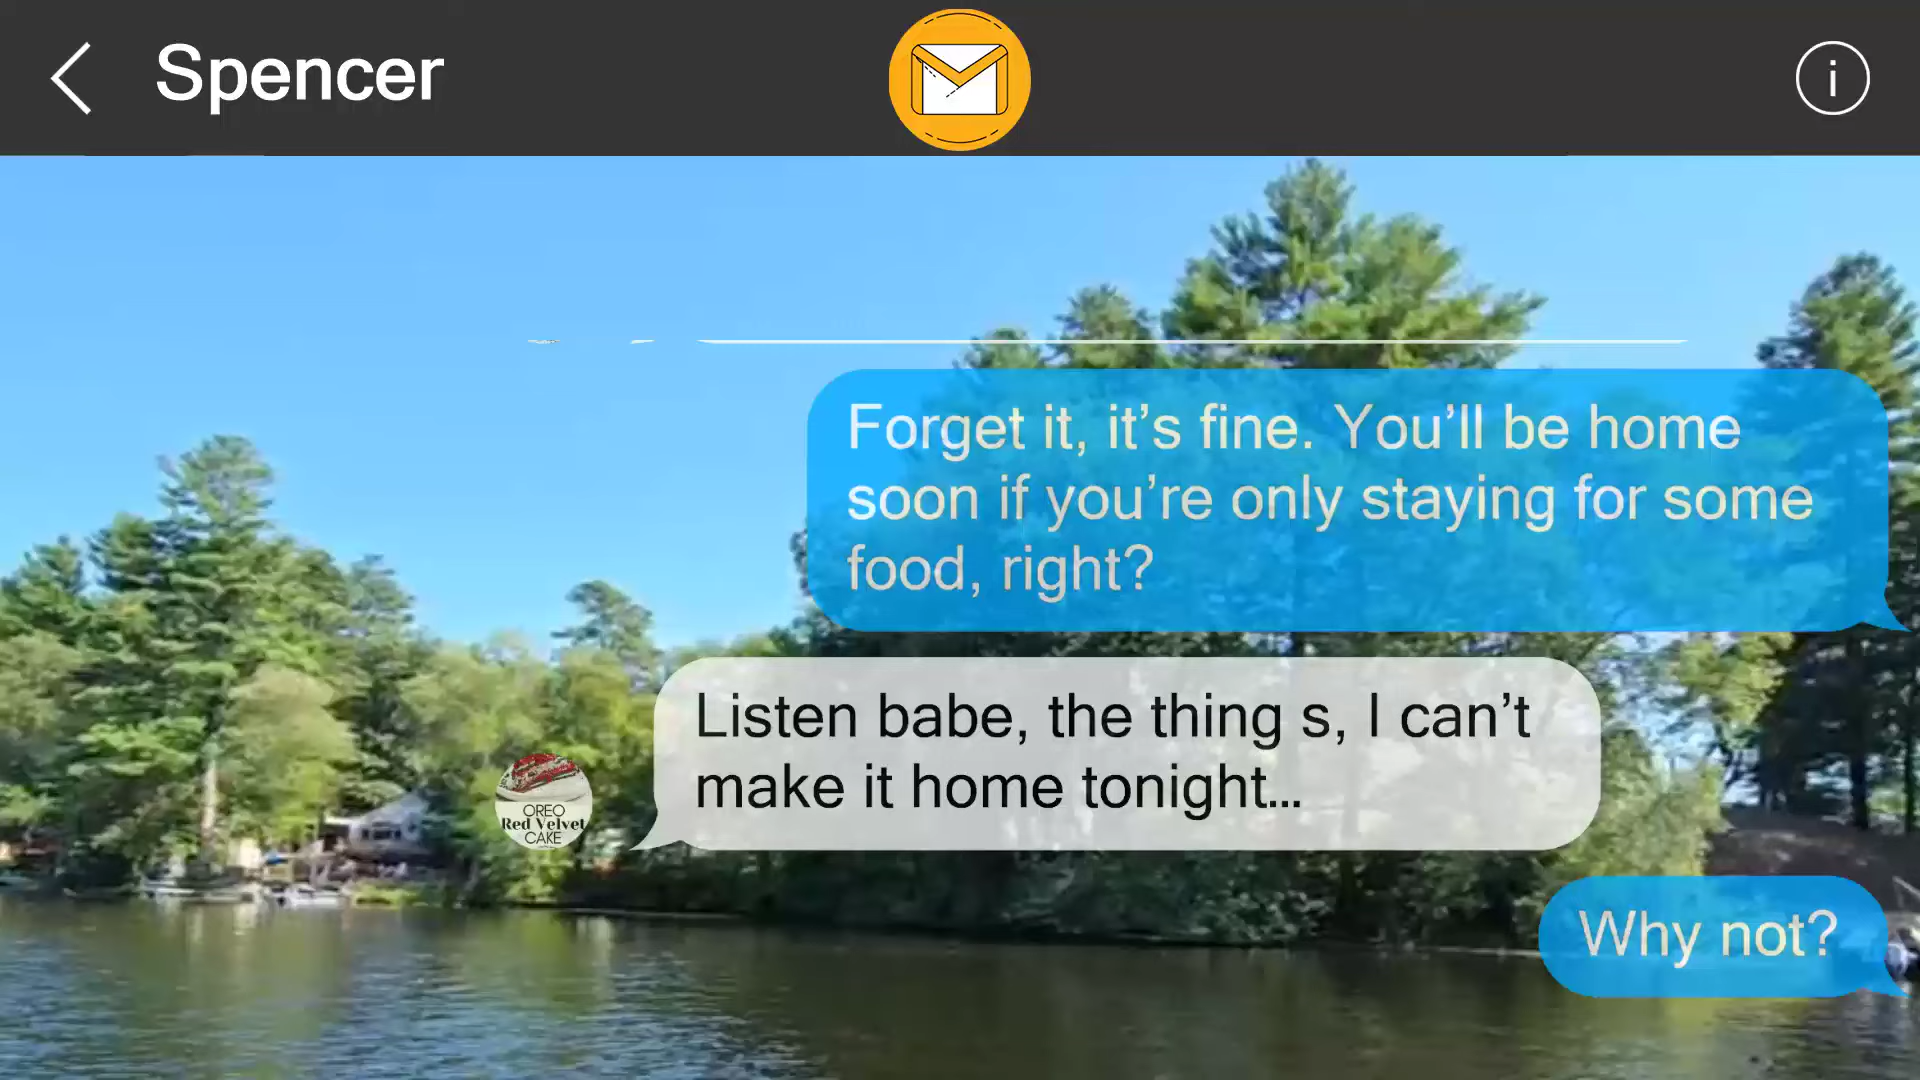 Spencer
i
Forget it, it’s fine. You’ll be home
soon if you’re only staying for some
food, right?
Listen babe, the thing s, I can’t
make it home tonight...
OREO
Red Velvet
CAKE
Why not?